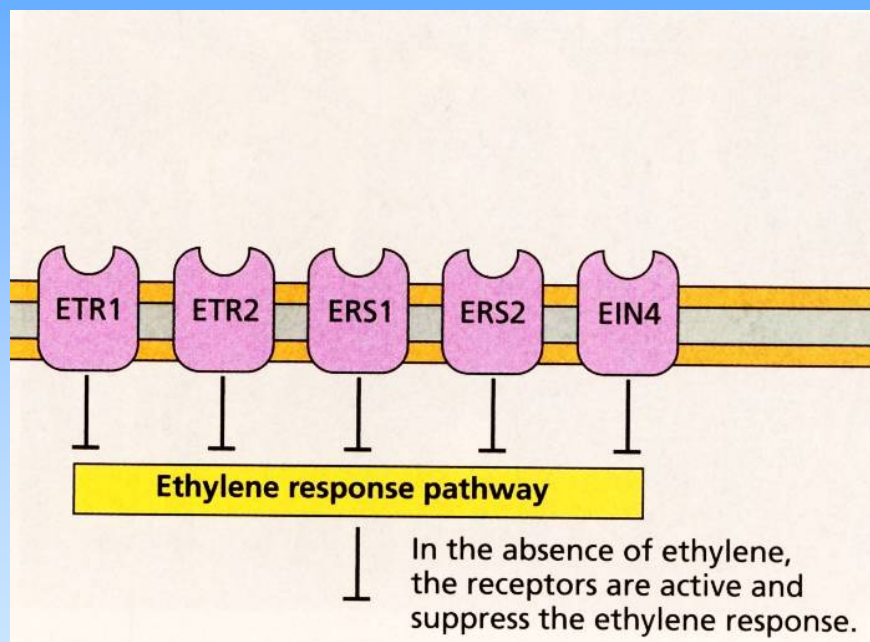 ETR1 ETR2 ERS1 ERS2 EIN4
Ethylene response pathway
In the absence of ethylene,
the receptors are active and
suppress the ethylene response.